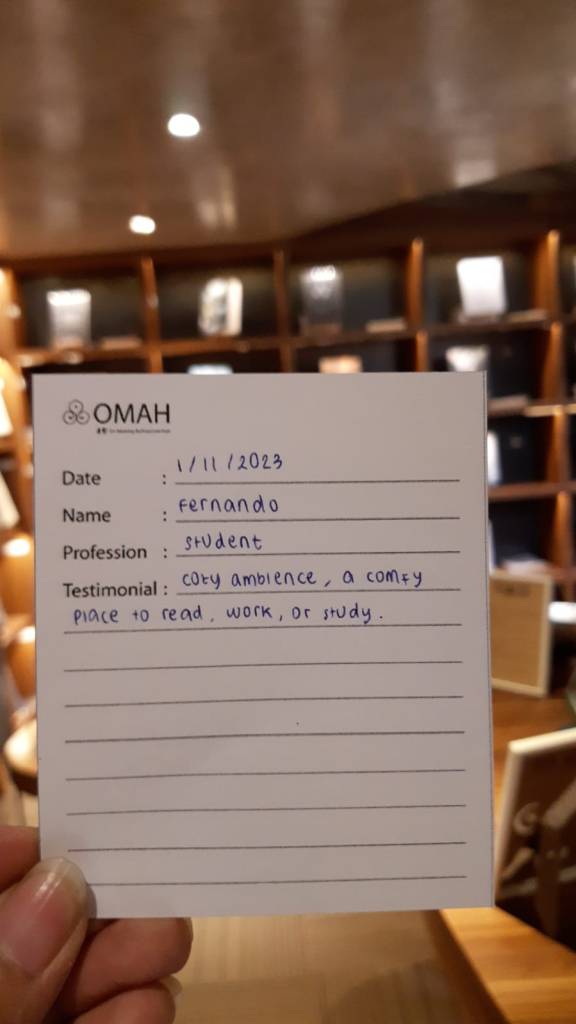 OMAH
Date : 1/11/2023
Name : Fernando
Profession : student
Testimonial : cozy ambience, a comfy
place to read, work, or study.